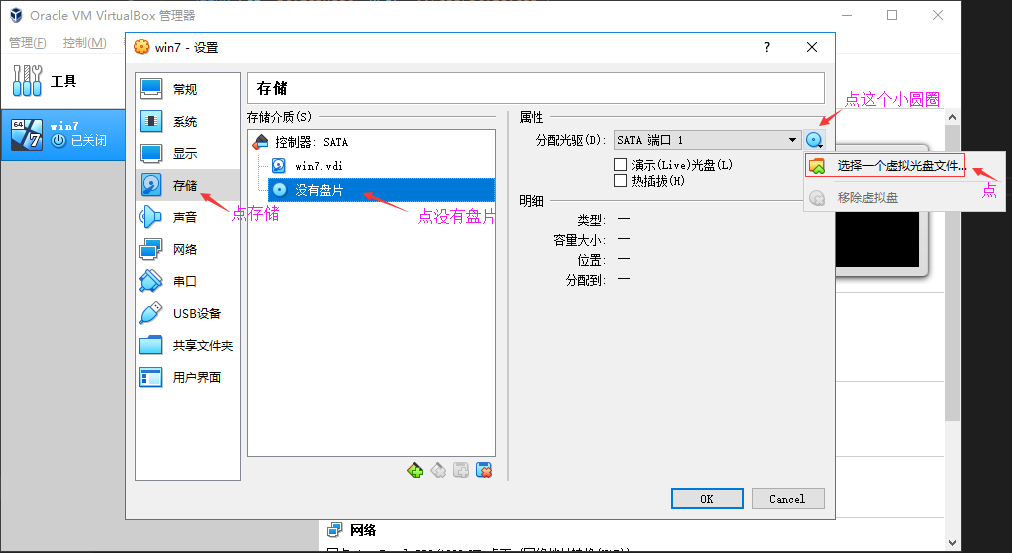 Oracle VM VirtualBox 管理器
管理(F) 控制(M)
win7 - 设置
?
工具
64
7
win7
已关闭
常规
系统
显示
存储
声音
网络
串口
USB设备
共享文件夹
用户界面
点存储
存储
存储介质(S)
控制器: SATA
win7.vdi
没有盘片
点没有盘片
属性
分配光驱(D): SATA 端口 1
演示(Live)光盘(L)
热插拔(H)
明细
类型: —
容量大小: —
位置: —
分配到: —
点这个小圆圈
选择一个虚拟光盘文件...
移除虚拟盘
点
OK Cancel
网络